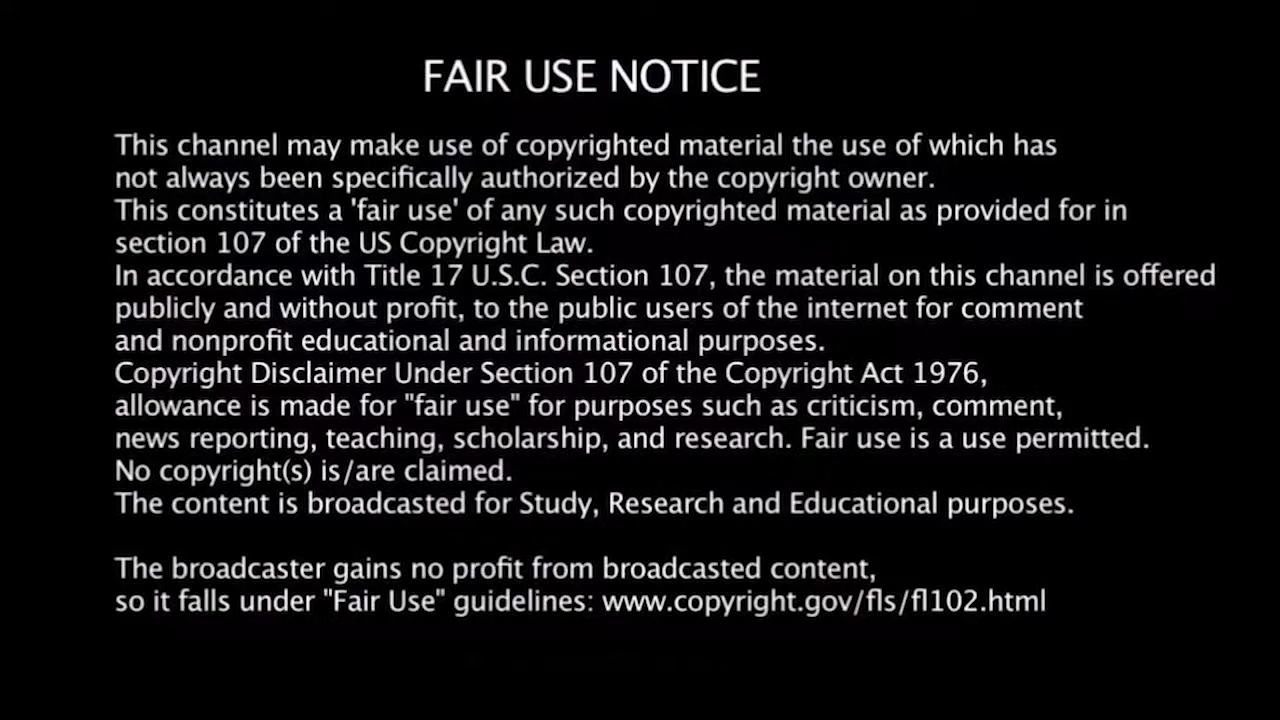 FAIR USE NOTICE
This channel may make use of copyrighted material the use of which has
not always been specifically authorized by the copyright owner.
This constitutes a 'fair use' of any such copyrighted material as provided for in
section 107 of the US Copyright Law.
In accordance with Title 17 U.S.C. Section 107, the material on this channel is offered
publicly and without profit, to the public users of the internet for comment
and nonprofit educational and informational purposes.
Copyright Disclaimer Under Section 107 of the Copyright Act 1976,
allowance is made for "fair use" for purposes such as criticism, comment,
news reporting, teaching, scholarship, and research. Fair use is a use permitted.
No copyright(s) is/are claimed.
The content is broadcasted for Study, Research and Educational purposes.
The broadcaster gains no profit from broadcasted content,
so it falls under "Fair Use" guidelines: www.copyright.gov/fls/fl102.html